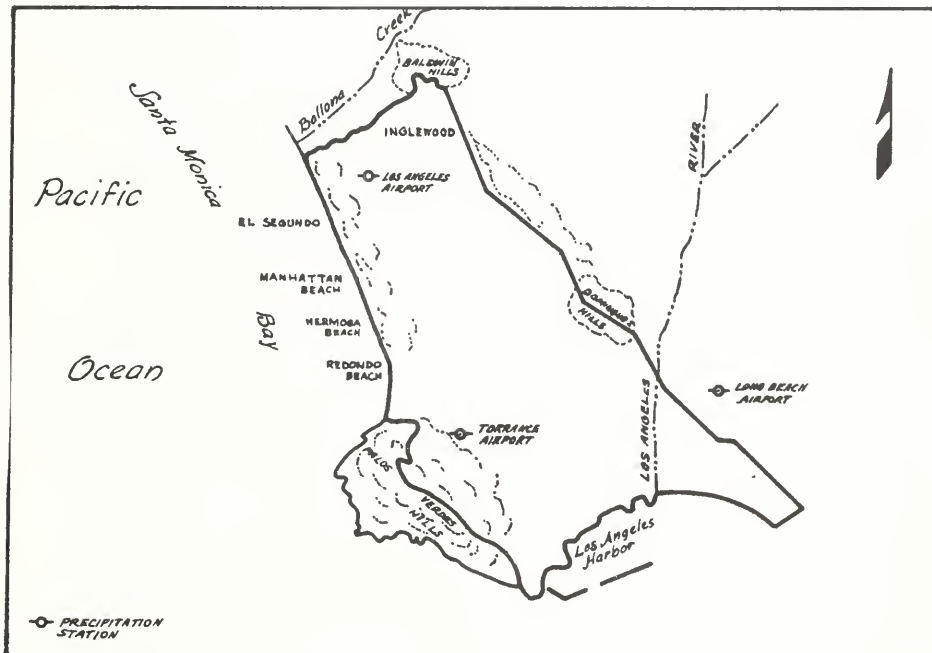 Creek
Ballona
BALDWIN
HILLS
Santa Monica
Bay
INGLEWOOD
LOS ANGELES
AIRPORT
RIVER
Pacific
Ocean
EL SEGUNDO
MANHATTAN
BEACH
HERMOSA
BEACH
REDONDO
BEACH
DOMINGUEZ
HILLS
LONG BEACH
AIRPORT
TORRANCE
AIRPORT
LOS ANGELES
PALOS
VERDES
HILLS
Los Angeles
Harbor
PRECIPITATION
STATION